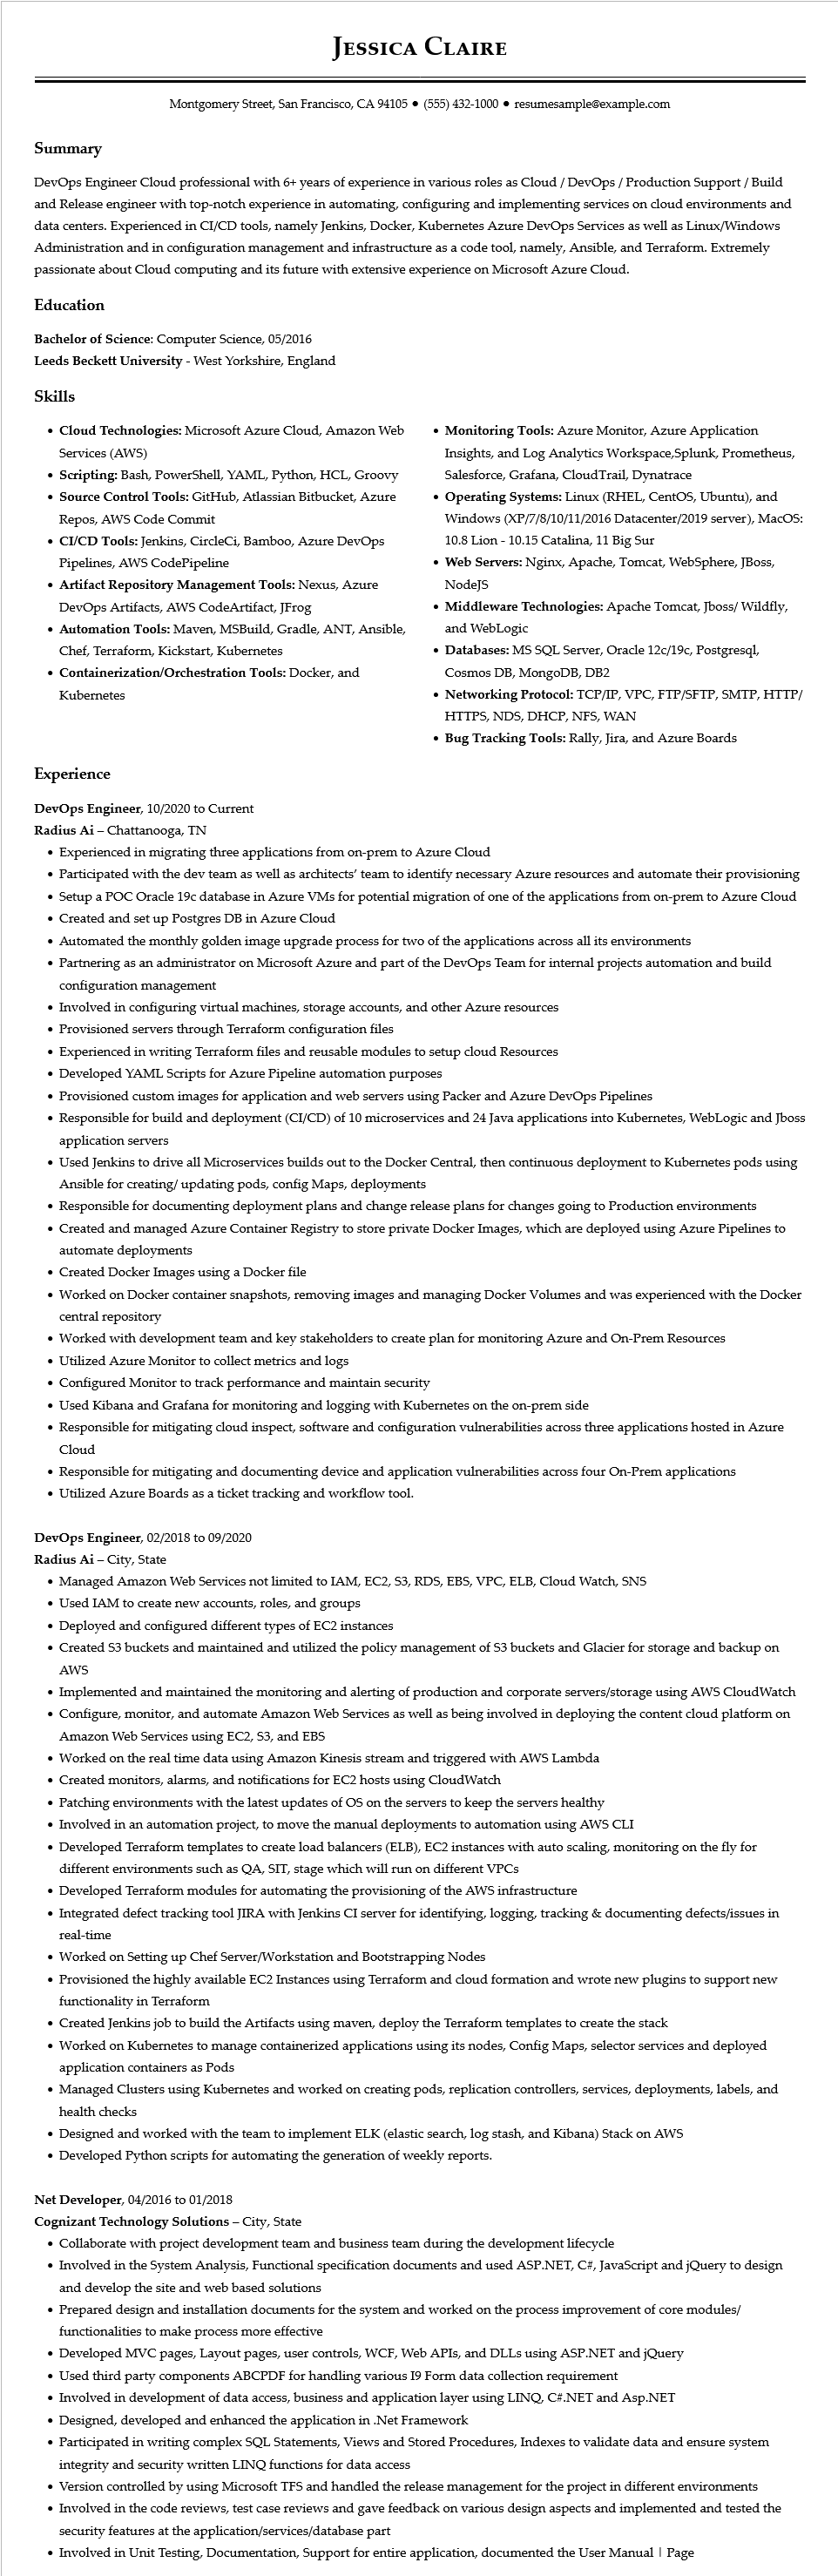 Jessica Claire
Montgomery Street, San Francisco, CA 94105 ● (555) 432-1000 ● resumesample@example.com
Summary
DevOps Engineer Cloud professional with 6+ years of experience in various roles as Cloud / DevOps / Production Support / Build
and Release engineer with top-notch experience in automating, configuring and implementing services on cloud environments and
data centers. Experienced in CI/CD tools, namely Jenkins, Docker, Kubernetes Azure DevOps Services as well as Linux/Windows
Administration and in configuration management and infrastructure as a code tool, namely, Ansible, and Terraform. Extremely
passionate about Cloud computing and its future with extensive experience on Microsoft Azure Cloud.
Education
Bachelor of Science: Computer Science, 05/2016
Leeds Beckett University - West Yorkshire, England
Skills
• Cloud Technologies: Microsoft Azure Cloud, Amazon Web
Services (AWS)
• Scripting: Bash, PowerShell, YAML, Python, HCL, Groovy
• Source Control Tools: GitHub, Atlassian Bitbucket, Azure
Repos, AWS Code Commit
• CI/CD Tools: Jenkins, CircleCi, Bamboo, Azure DevOps
Pipelines, AWS CodePipeline
• Artifact Repository Management Tools: Nexus, Azure
DevOps Artifacts, AWS CodeArtifact, JFrog
• Automation Tools: Maven, MSBuild, Gradle, ANT, Ansible,
Chef, Terraform, Kickstart, Kubernetes
• Containerization/Orchestration Tools: Docker, and
Kubernetes
• Monitoring Tools: Azure Monitor, Azure Application
Insights, and Log Analytics Workspace,Splunk, Prometheus,
Salesforce, Grafana, CloudTrail, Dynatrace
• Operating Systems: Linux (RHEL, CentOS, Ubuntu), and
Windows (XP/7/8/10/11/2016 Datacenter/2019 server), MacOS:
10.8 Lion - 10.15 Catalina, 11 Big Sur
• Web Servers: Nginx, Apache, Tomcat, WebSphere, JBoss,
NodeJS
• Middleware Technologies: Apache Tomcat, Jboss/ Wildfly,
and WebLogic
• Databases: MS SQL Server, Oracle 12c/19c, Postgresql,
Cosmos DB, MongoDB, DB2
• Networking Protocol: TCP/IP, VPC, FTP/SFTP, SMTP, HTTP/
HTTPS, NDS, DHCP, NFS, WAN
• Bug Tracking Tools: Rally, Jira, and Azure Boards
Experience
DevOps Engineer, 10/2020 to Current
Radius Ai – Chattanooga, TN
• Experienced in migrating three applications from on-prem to Azure Cloud
• Participated with the dev team as well as architects’ team to identify necessary Azure resources and automate their provisioning
• Setup a POC Oracle 19c database in Azure VMs for potential migration of one of the applications from on-prem to Azure Cloud
• Created and set up Postgres DB in Azure Cloud
• Automated the monthly golden image upgrade process for two of the applications across all its environments
• Partnering as an administrator on Microsoft Azure and part of the DevOps Team for internal projects automation and build
configuration management
• Involved in configuring virtual machines, storage accounts, and other Azure resources
• Provisioned servers through Terraform configuration files
• Experienced in writing Terraform files and reusable modules to setup cloud Resources
• Developed YAML Scripts for Azure Pipeline automation purposes
• Provisioned custom images for application and web servers using Packer and Azure DevOps Pipelines
• Responsible for build and deployment (CI/CD) of 10 microservices and 24 Java applications into Kubernetes, WebLogic and Jboss
application servers
• Used Jenkins to drive all Microservices builds out to the Docker Central, then continuous deployment to Kubernetes pods using
Ansible for creating/ updating pods, config Maps, deployments
• Responsible for documenting deployment plans and change release plans for changes going to Production environments
• Created and managed Azure Container Registry to store private Docker Images, which are deployed using Azure Pipelines to
automate deployments
• Created Docker Images using a Docker file
• Worked on Docker container snapshots, removing images and managing Docker Volumes and was experienced with the Docker
central repository
• Worked with development team and key stakeholders to create plan for monitoring Azure and On-Prem Resources
• Utilized Azure Monitor to collect metrics and logs
• Configured Monitor to track performance and maintain security
• Used Kibana and Grafana for monitoring and logging with Kubernetes on the on-prem side
• Responsible for mitigating cloud inspect, software and configuration vulnerabilities across three applications hosted in Azure
Cloud
• Responsible for mitigating and documenting device and application vulnerabilities across four On-Prem applications
• Utilized Azure Boards as a ticket tracking and workflow tool.
DevOps Engineer, 02/2018 to 09/2020
Radius Ai – City, State
• Managed Amazon Web Services not limited to IAM, EC2, S3, RDS, EBS, VPC, ELB, Cloud Watch, SNS
• Used IAM to create new accounts, roles, and groups
• Deployed and configured different types of EC2 instances
• Created S3 buckets and maintained and utilized the policy management of S3 buckets and Glacier for storage and backup on
AWS
• Implemented and maintained the monitoring and alerting of production and corporate servers/storage using AWS CloudWatch
• Configure, monitor, and automate Amazon Web Services as well as being involved in deploying the content cloud platform on
Amazon Web Services using EC2, S3, and EBS
• Worked on the real time data using Amazon Kinesis stream and triggered with AWS Lambda
• Created monitors, alarms, and notifications for EC2 hosts using CloudWatch
• Patching environments with the latest updates of OS on the servers to keep the servers healthy
• Involved in an automation project, to move the manual deployments to automation using AWS CLI
• Developed Terraform templates to create load balancers (ELB), EC2 instances with auto scaling, monitoring on the fly for
different environments such as QA, SIT, stage which will run on different VPCs
• Developed Terraform modules for automating the provisioning of the AWS infrastructure
• Integrated defect tracking tool JIRA with Jenkins CI server for identifying, logging, tracking & documenting defects/issues in
real-time
• Worked on Setting up Chef Server/Workstation and Bootstrapping Nodes
• Provisioned the highly available EC2 Instances using Terraform and cloud formation and wrote new plugins to support new
functionality in Terraform
• Created Jenkins job to build the Artifacts using maven, deploy the Terraform templates to create the stack
• Worked on Kubernetes to manage containerized applications using its nodes, Config Maps, selector services and deployed
application containers as Pods
• Managed Clusters using Kubernetes and worked on creating pods, replication controllers, services, deployments, labels, and
health checks
• Designed and worked with the team to implement ELK (elastic search, log stash, and Kibana) Stack on AWS
• Developed Python scripts for automating the generation of weekly reports.
Net Developer, 04/2016 to 01/2018
Cognizant Technology Solutions – City, State
• Collaborate with project development team and business team during the development lifecycle
• Involved in the System Analysis, Functional specification documents and used ASP.NET, C#, JavaScript and jQuery to design
and develop the site and web based solutions
• Prepared design and installation documents for the system and worked on the process improvement of core modules/
functionalities to make process more effective
• Developed MVC pages, Layout pages, user controls, WCF, Web APIs, and DLLs using ASP.NET and jQuery
• Used third party components ABCPDF for handling various I9 Form data collection requirement
• Involved in development of data access, business and application layer using LINQ, C#.NET and Asp.NET
• Designed, developed and enhanced the application in .Net Framework
• Participated in writing complex SQL Statements, Views and Stored Procedures, Indexes to validate data and ensure system
integrity and security written LINQ functions for data access
• Version controlled by using Microsoft TFS and handled the release management for the project in different environments
• Involved in the code reviews, test case reviews and gave feedback on various design aspects and implemented and tested the
security features at the application/services/database part
• Involved in Unit Testing, Documentation, Support for entire application, documented the User Manual | Page